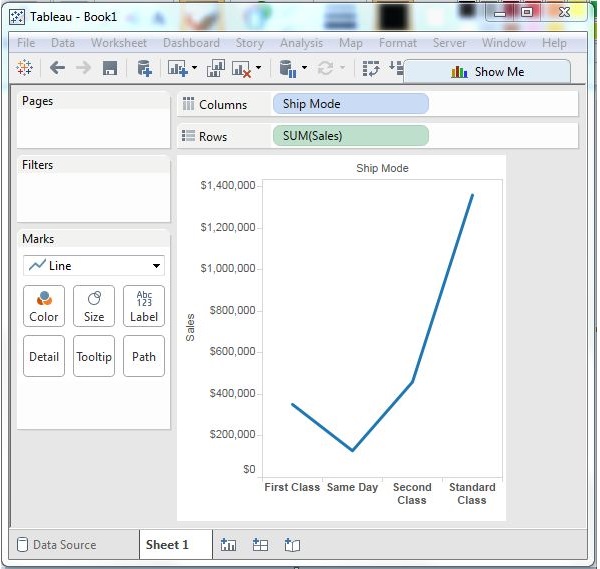 Tableau - Book1
File Data Worksheet Dashboard Story Analysis Map Format Server Window Help
Show Me
Pages
Columns Ship Mode
Rows SUM(Sales)
Filters
Marks
Line
Abc
123
Color Size Label
Detail Tooltip Path
Ship Mode
$1,400,000
$1,200,000
$1,000,000
$800,000
$600,000
$400,000
$200,000
$0
Sales
First Class Same Day Second Class Standard Class
Data Source Sheet 1